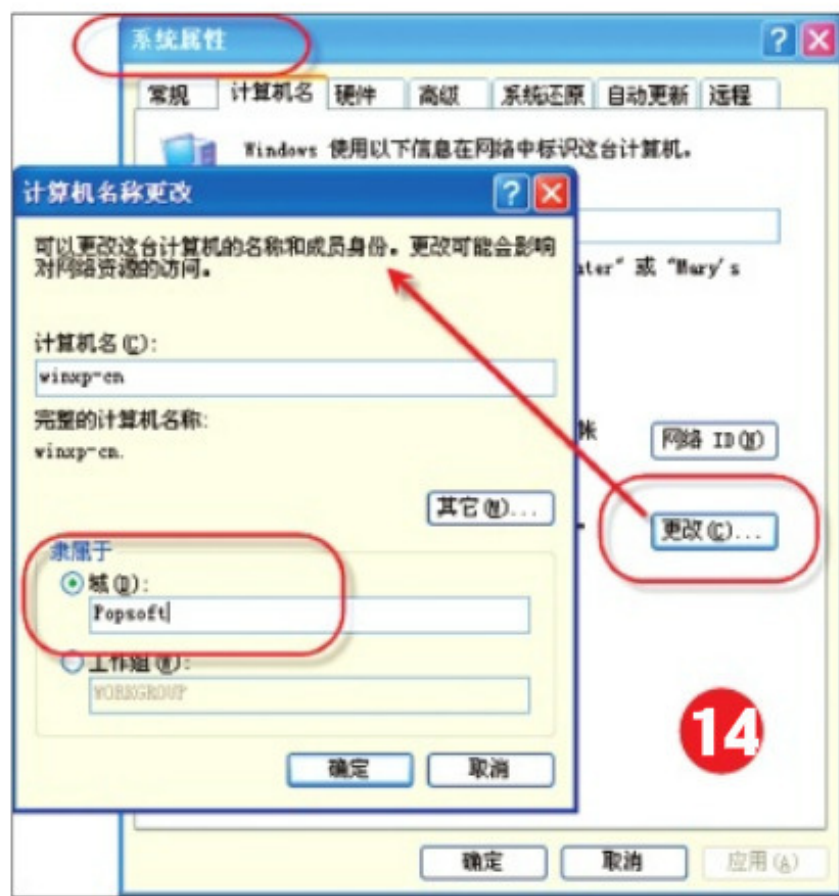 系统属性
常规 计算机名 硬件 高级 系统还原 自动更新 远程
Windows 使用以下信息在网络中标识这台计算机。
计算机名称更改
可以更改这台计算机的名称和成员身份。更改可能会影响
对网络资源的访问。
ater" 或 "Mary's
计算机名(C):
winxp-cn
完整的计算机名称:
winxp-cn.
帐
网络 ID(N)
其它(M)...
更改(C)...
隶属于
域(D):
Popsoft
工作组(W):
WORKGROUP
14
确定 取消
确定 取消 应用(A)